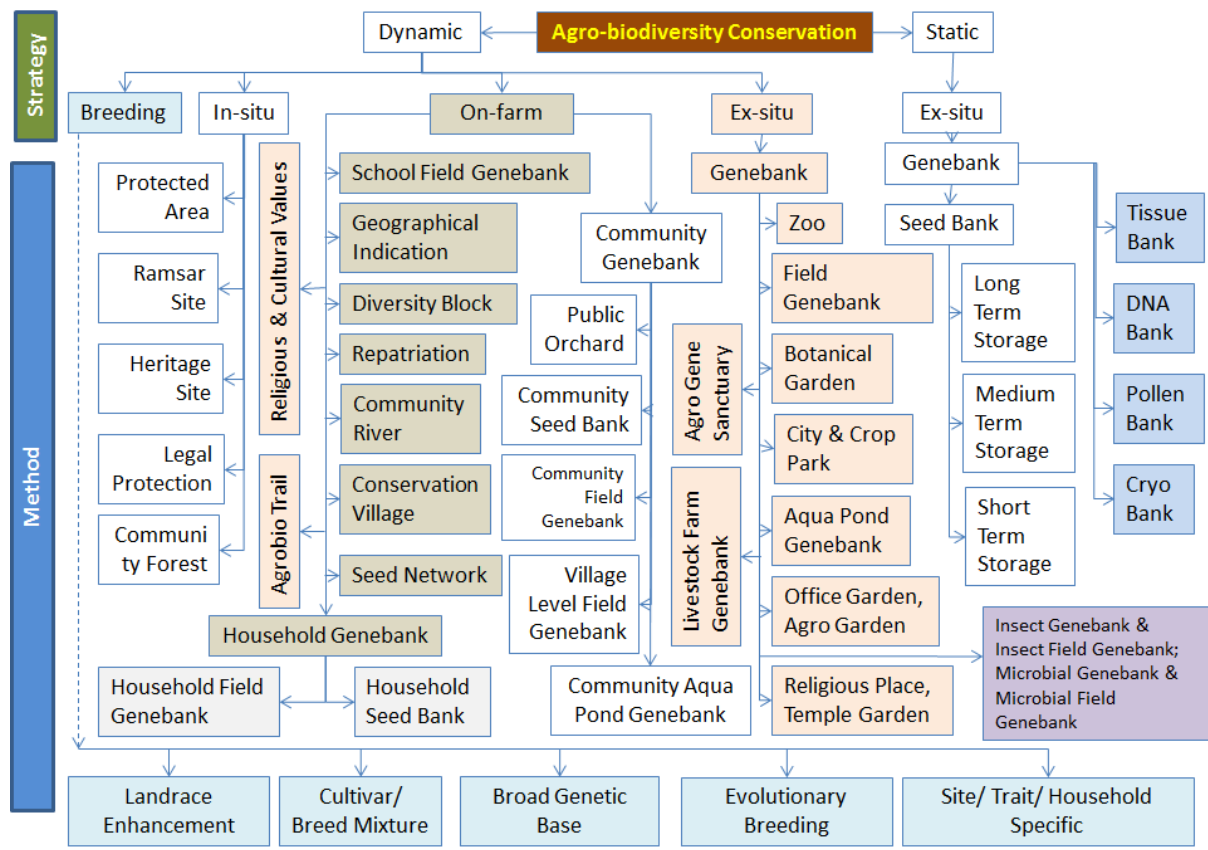 Strategy
Dynamic
Agro-biodiversity Conservation
Static
Breeding
In-situ
On-farm
Ex-situ
Ex-situ
Method
Protected
Area
Ramsar
Site
Heritage
Site
Legal
Protection
Communi
ty Forest
Religious & Cultural Values
Agrobio Trail
School Field Genebank
Geographical
Indication
Diversity Block
Repatriation
Community
River
Conservation
Village
Seed Network
Household Genebank
Household Field
Genebank
Household
Seed Bank
Community
Genebank
Public
Orchard
Community
Seed Bank
Community
Field
Genebank
Village
Level Field
Genebank
Community Aqua
Pond Genebank
Genebank
Agro Gene
Sanctuary
Livestock Farm
Genebank
Zoo
Field
Genebank
Botanical
Garden
City & Crop
Park
Aqua Pond
Genebank
Office Garden,
Agro Garden
Religious Place,
Temple Garden
Insect Genebank &
Insect Field Genebank;
Microbial Genebank &
Microbial Field
Genebank
Genebank
Seed Bank
Long
Term
Storage
Medium
Term
Storage
Short
Term
Storage
Tissue
Bank
DNA
Bank
Pollen
Bank
Cryo
Bank
Landrace
Enhancement
Cultivar/
Breed Mixture
Broad Genetic
Base
Evolutionary
Breeding
Site/ Trait/ Household
Specific